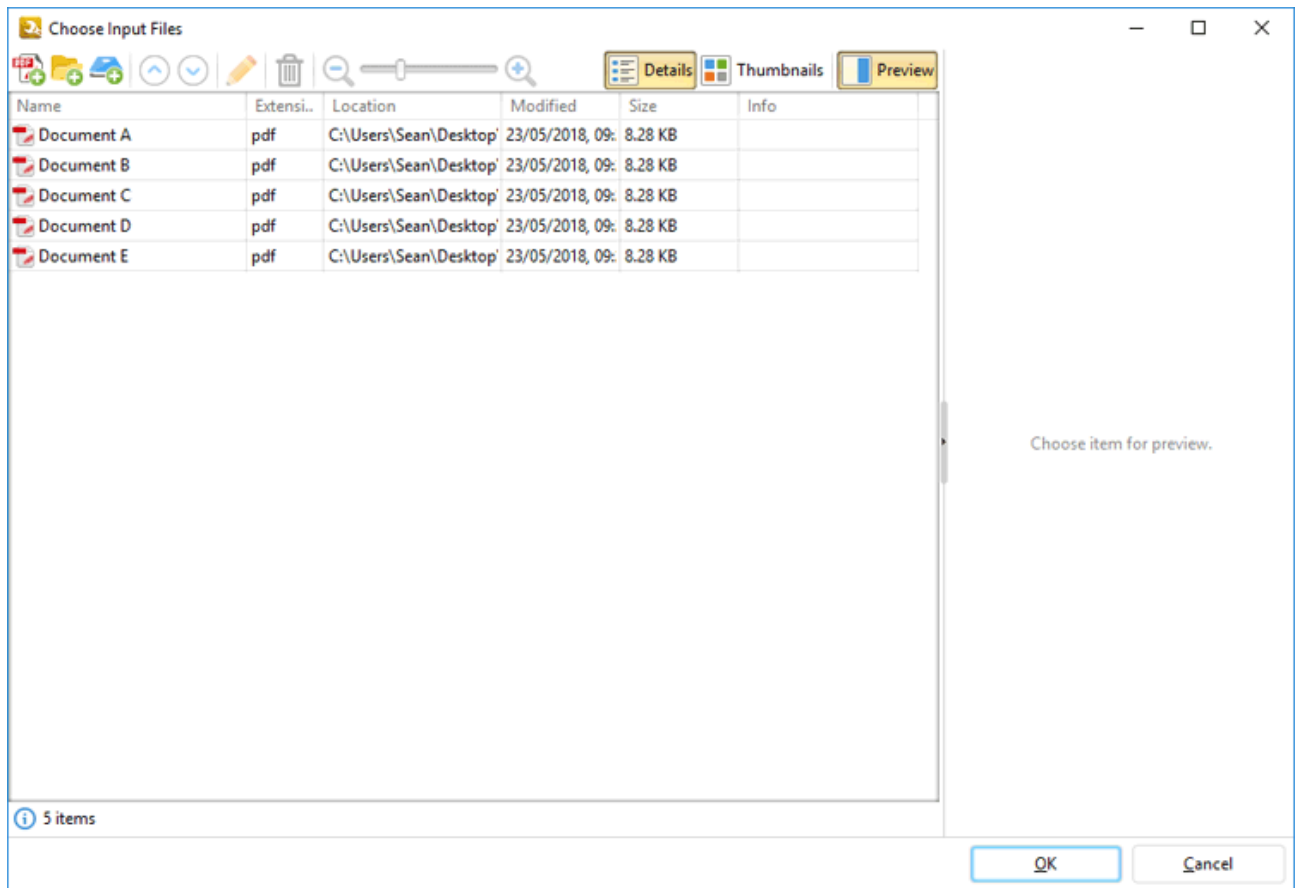 Choose Input Files
Details Thumbnails Preview
Name Extensi.. Location Modified Size Info
Document A pdf C:\Users\Sean\Desktop 23/05/2018, 09:. 8.28 KB
Document B pdf C:\Users\Sean\Desktop 23/05/2018, 09:. 8.28 KB
Document C pdf C:\Users\Sean\Desktop 23/05/2018, 09:. 8.28 KB
Document D pdf C:\Users\Sean\Desktop 23/05/2018, 09:. 8.28 KB
Document E pdf C:\Users\Sean\Desktop 23/05/2018, 09:. 8.28 KB
Choose item for preview.
5 items
OK Cancel